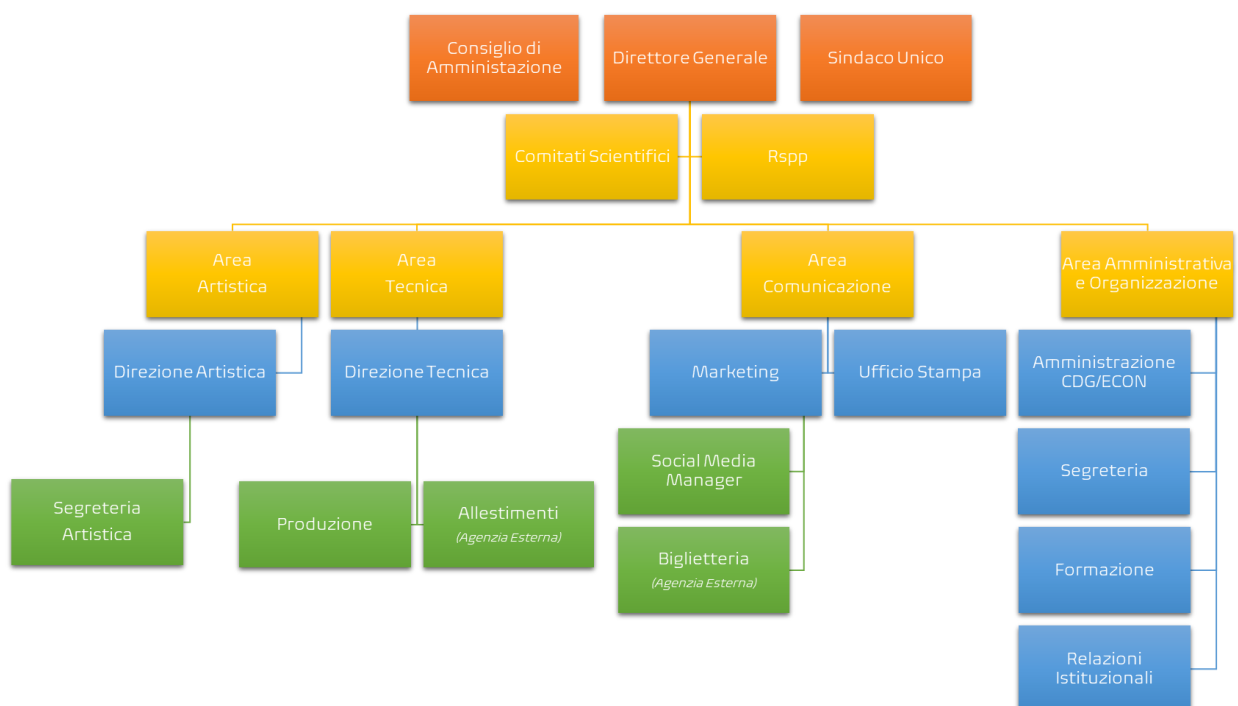 Consiglio di
Amministazione
Direttore Generale
Sindaco Unico
Comitati Scientifici
Rspp
Area
Artistica
Area
Tecnica
Area
Comunicazione
Area Amministrativa
e Organizzazione
Direzione Artistica
Direzione Tecnica
Marketing
Ufficio Stampa
Amministrazione
CDG/ECON
Social Media
Manager
Segreteria
Segreteria
Artistica
Produzione
Allestimenti
(Agenzia Esterna)
Biglietteria
(Agenzia Esterna)
Formazione
Relazioni
Istituzionali